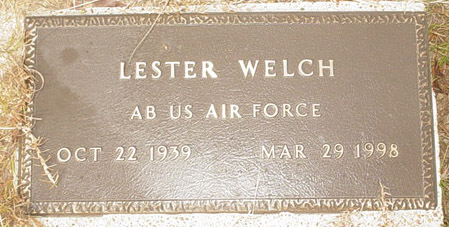 LESTER WELCH
AB US AIR FORCE
OCT 22 1939 MAR 29 1998